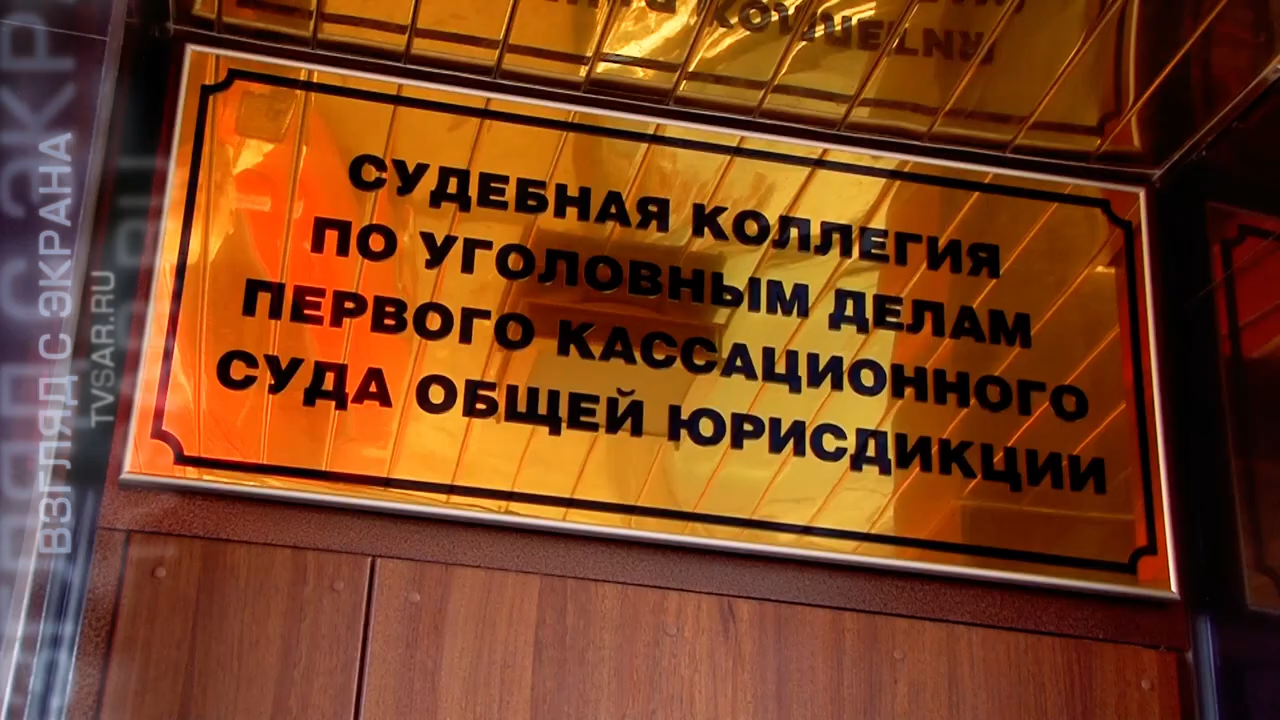 СУДЕБНАЯ КОЛЛЕГИЯ
ПО УГОЛОВНЫМ ДЕЛАМ
ПЕРВОГО КАССАЦИОННОГО
СУДА ОБЩЕЙ ЮРИСДИКЦИИ
ВЗГЛЯД С ЭКРАНА
TVSAR.RU